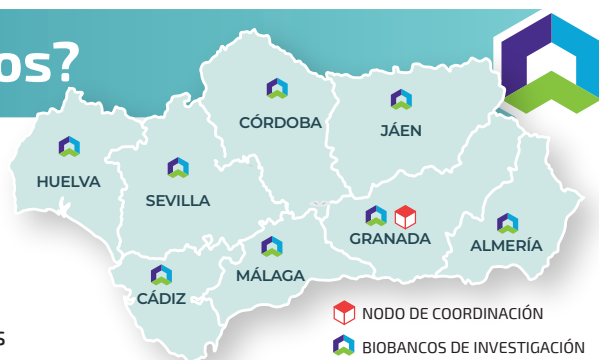 os?
CÓRDOBA
JÁEN
HUELVA
SEVILLA
GRANADA
ALMERÍA
MÁLAGA
CÁDIZ
NODO DE COORDINACIÓN
S
BIOBANCOS DE INVESTIGACIÓN